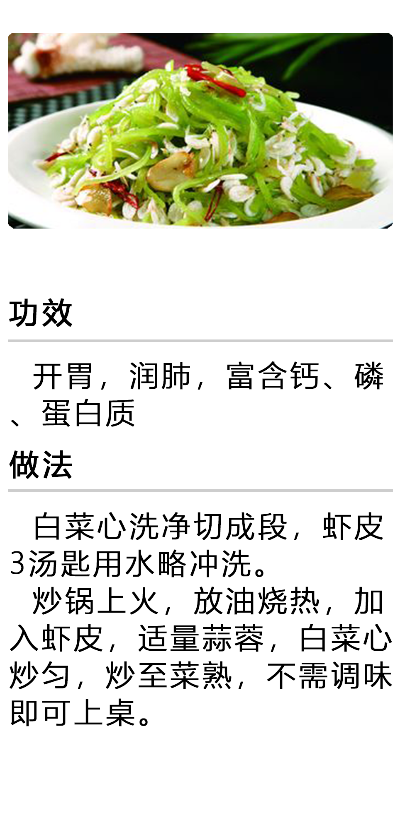 功效
开胃，润肺，富含钙、磷
、蛋白质
做法
白菜心洗净切成段，虾皮
3汤匙用水略冲洗。
炒锅上火，放油烧热，加
入虾皮，适量蒜蓉，白菜心
炒匀，炒至菜熟，不需调味
即可上桌。